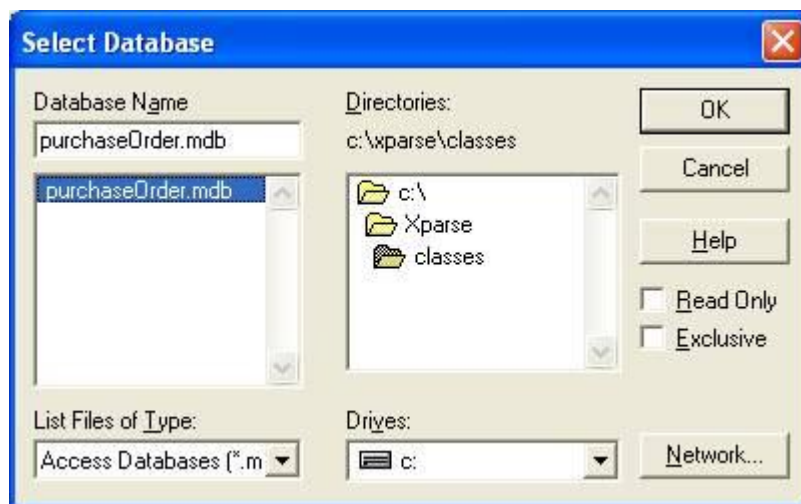 Select Database
Database Name
purchaseOrder.mdb
purchaseOrder.mdb
List Files of Type:
Access Databases (*.m
Directories:
c:\xparse\classes
c:\
Xparse
classes
Drives:
c:
OK
Cancel
Help
Read Only
Exclusive
Network...